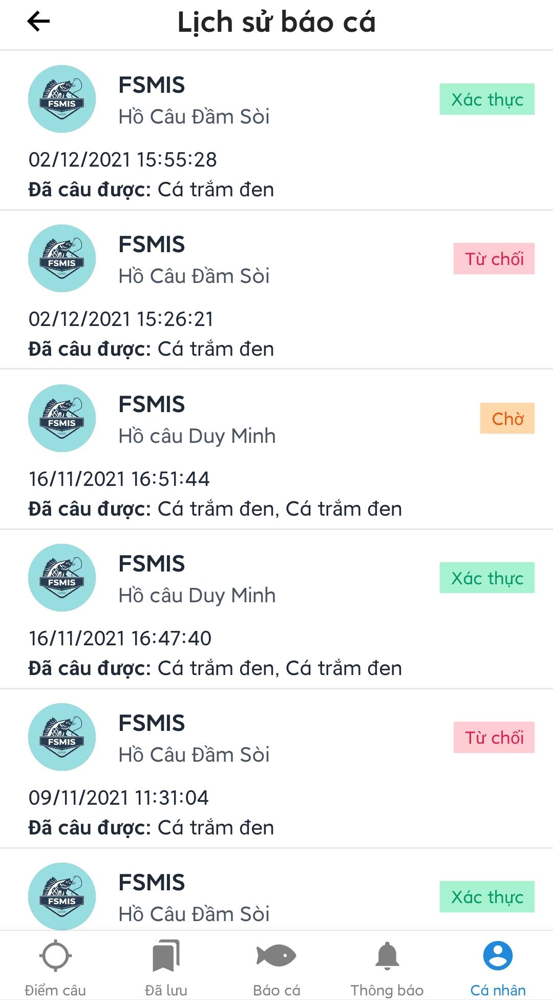 Lịch sử báo cá
FSMIS
FSMIS
Hồ Câu Đầm Sòi
Xác thực
02/12/2021 15:55:28
Đã câu được: Cá trắm đen
FSMIS
FSMIS
Hồ Câu Đầm Sòi
Từ chối
02/12/2021 15:26:21
Đã câu được: Cá trắm đen
FSMIS
FSMIS
Hồ câu Duy Minh
Chờ
16/11/2021 16:51:44
Đã câu được: Cá trắm đen, Cá trắm đen
FSMIS
FSMIS
Hồ câu Duy Minh
Xác thực
16/11/2021 16:47:40
Đã câu được: Cá trắm đen, Cá trắm đen
FSMIS
FSMIS
Hồ Câu Đầm Sòi
Từ chối
09/11/2021 11:31:04
Đã câu được: Cá trắm đen
FSMIS
FSMIS
Hồ Câu Đầm Sòi
Xác thực
Điểm câu
Đã lưu
Báo cá
Thông báo
Cá nhân